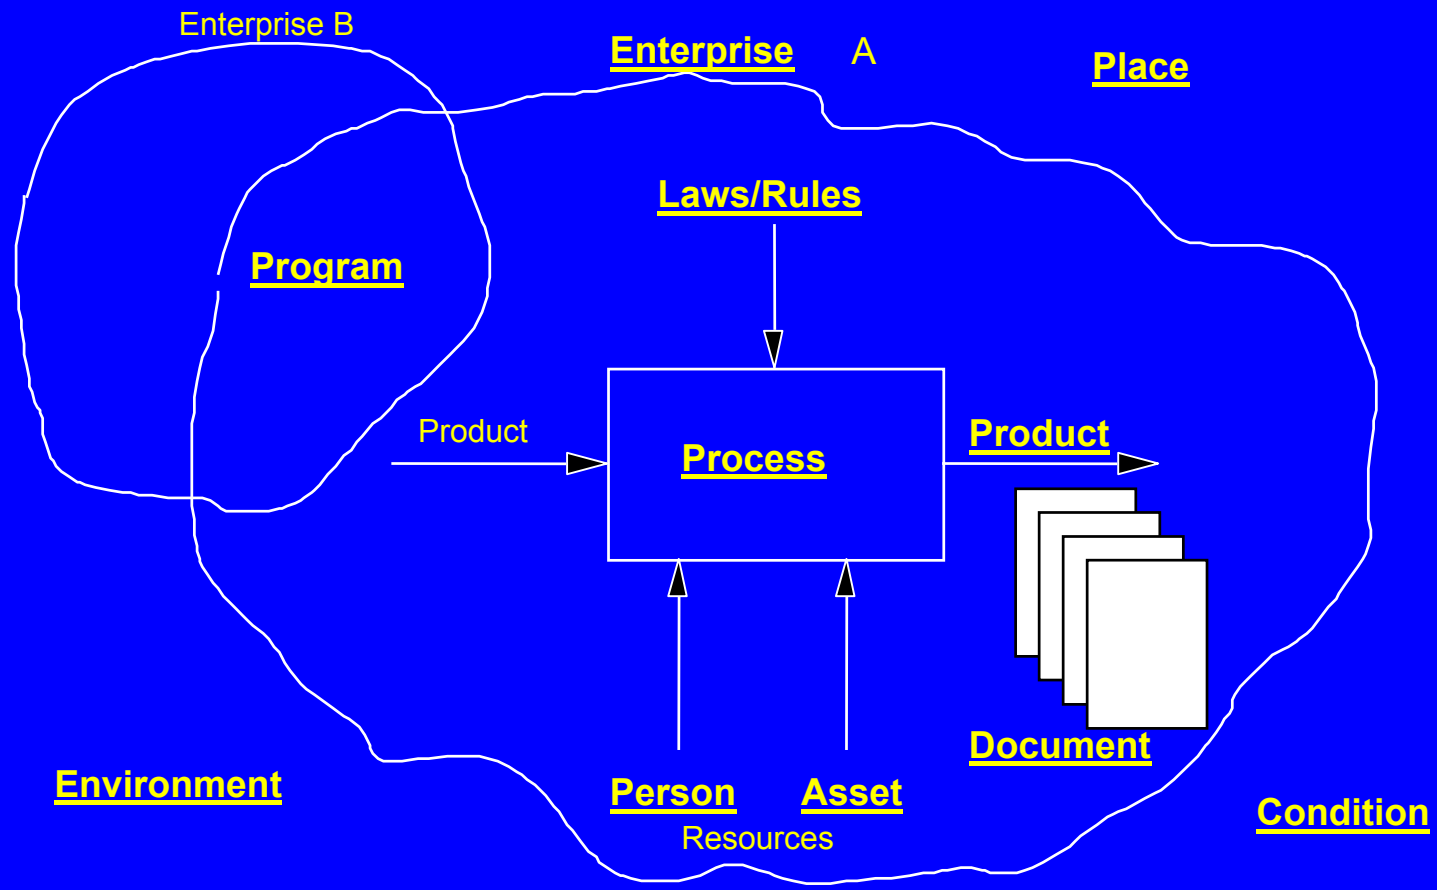 Enterprise B
Enterprise A
Place
Laws/Rules
Program
Product
Process
Product
Document
Environment
Person
Asset
Resources
Condition